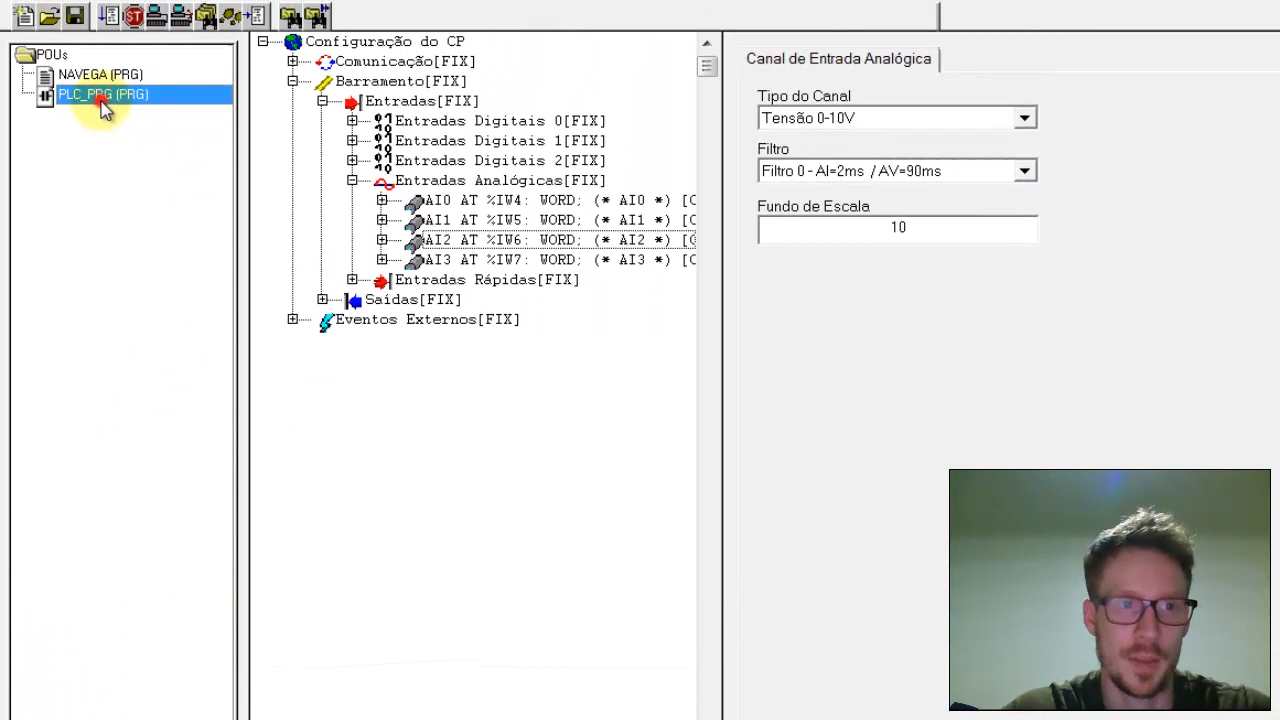 POUs
NAVEGA (PRG)
PLC_PRG (PRG)
Configuração do CP
Comunicação[FIX]
Barramento[FIX]
Entradas[FIX]
Entradas Digitais 0[FIX]
Entradas Digitais 1[FIX]
Entradas Digitais 2[FIX]
Entradas Analógicas[FIX]
AI0 AT %IW4: WORD; (* AI0 *) [C
AI1 AT %IW5: WORD; (* AI1 *) [C
AI2 AT %IW6: WORD; (* AI2 *) [C
AI3 AT %IW7: WORD; (* AI3 *) [C
Entradas Rápidas[FIX]
Saídas[FIX]
Eventos Externos[FIX]
Canal de Entrada Analógica
Tipo do Canal
Tensão 0-10V
Filtro
Filtro 0 - AI=2ms / AV=90ms
Fundo de Escala
10